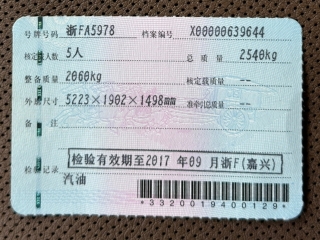 号牌号码 浙FA5978 档案编号 X00000639644
核定载人数 5人 总质量 2540kg
整备质量 2060kg 核定载质量 --
外廓尺寸 5223×1902×1498mm 准牵引总质量 --
备注
检验记录 检验有效期至2017 年09 月浙F(嘉兴)
汽油
*3320019400129*